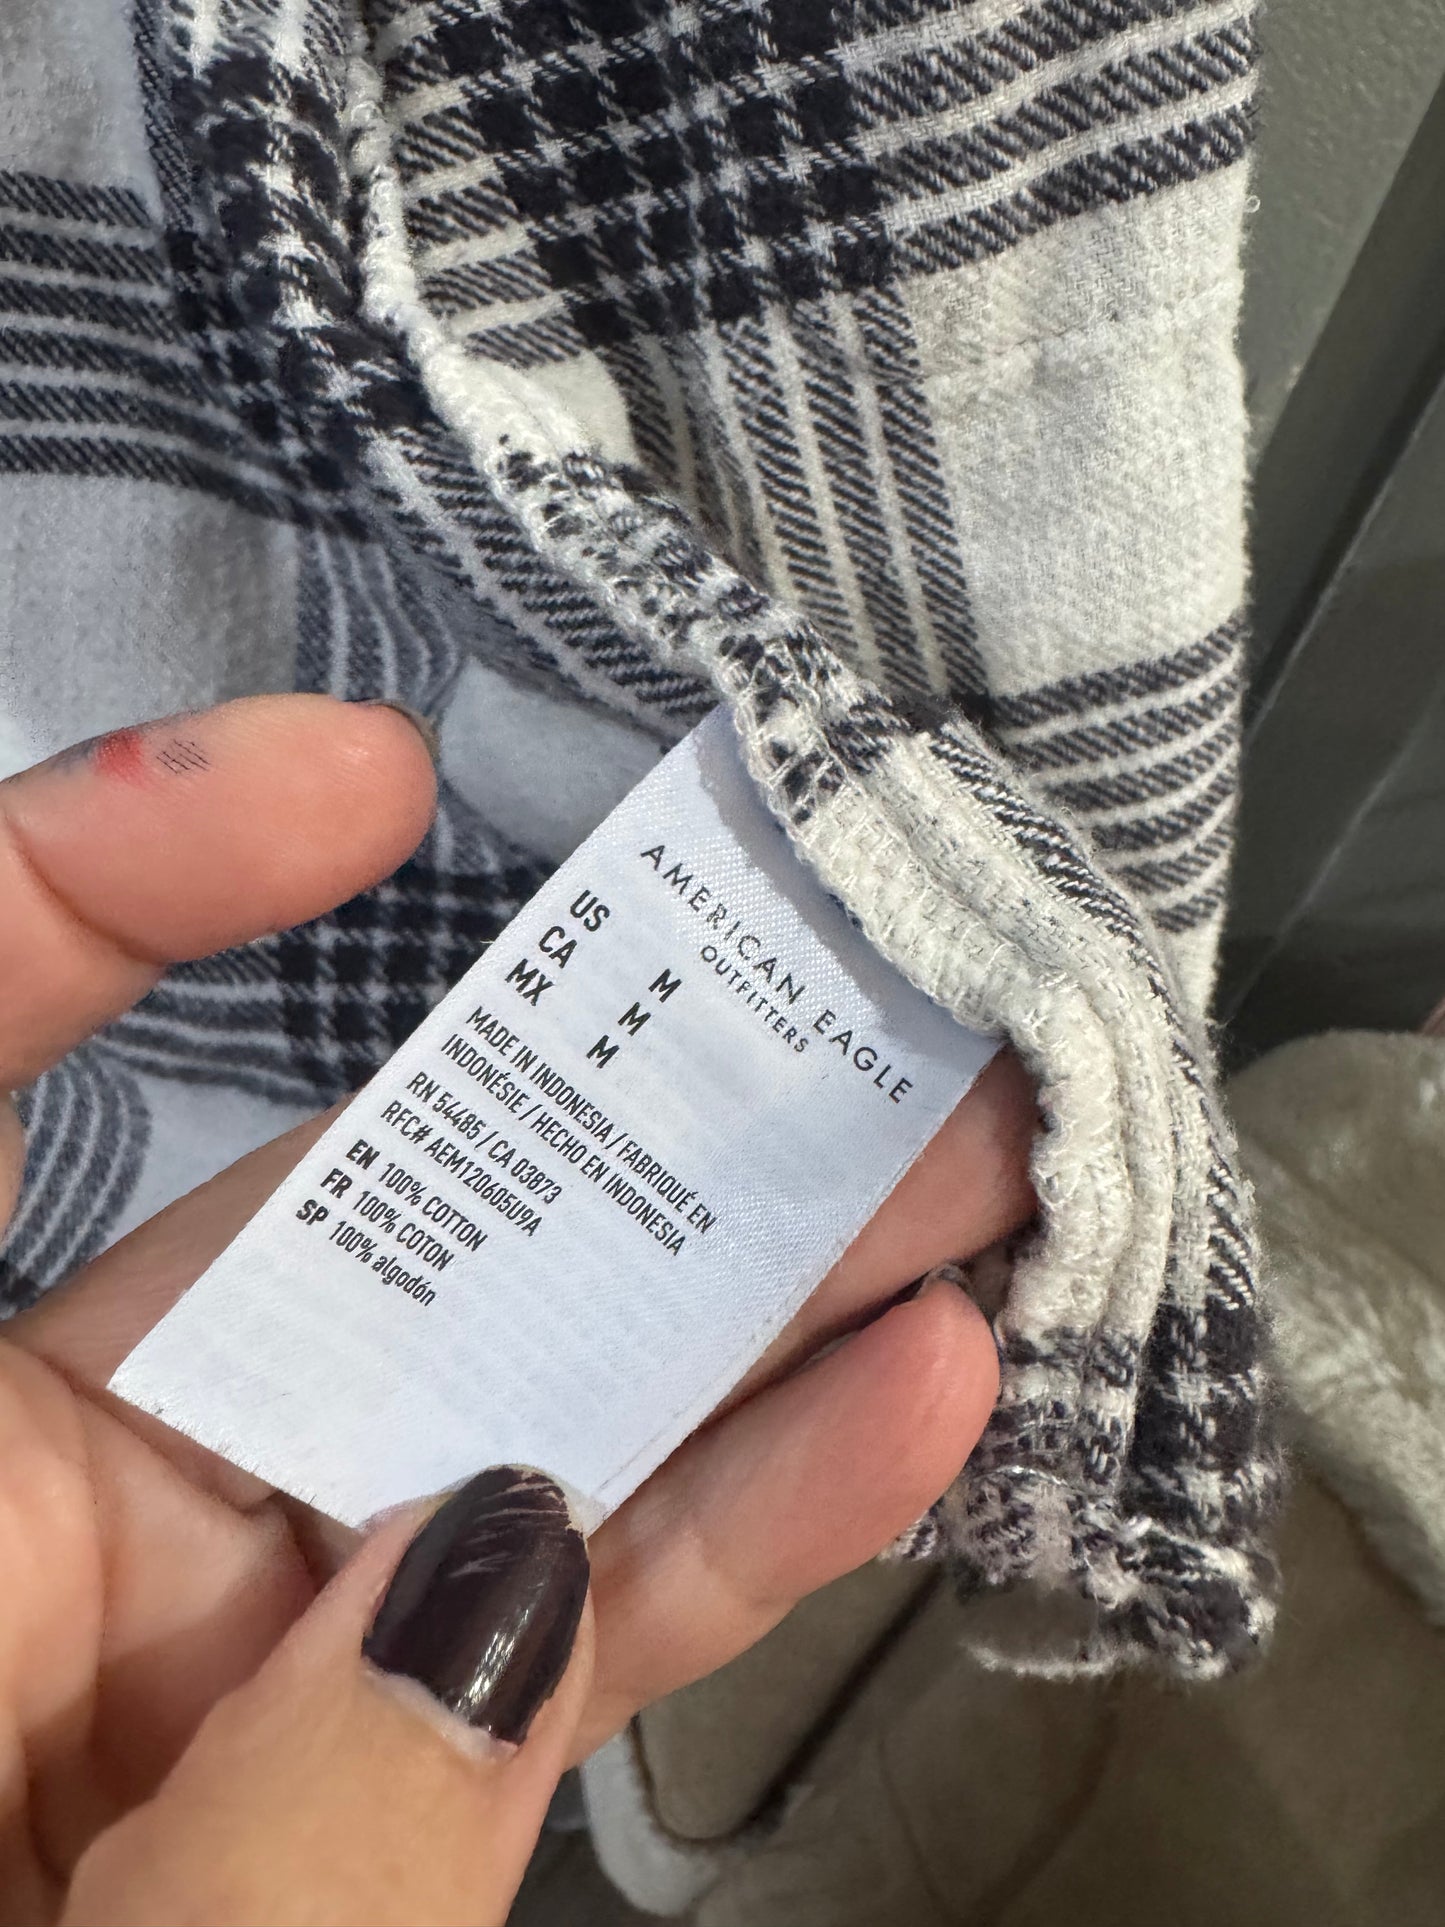 AMERICAN EAGLE
OUTFITTERS
US M
CA M
MX M
MADE IN INDONESIA / FABRIQUÉ EN
INDONÉSIE / HECHO EN INDONESIA
RN 54485 / CA 03873
RFC# AEM120605U9A
EN 100% COTTON
FR 100% COTON
SP 100% algodón